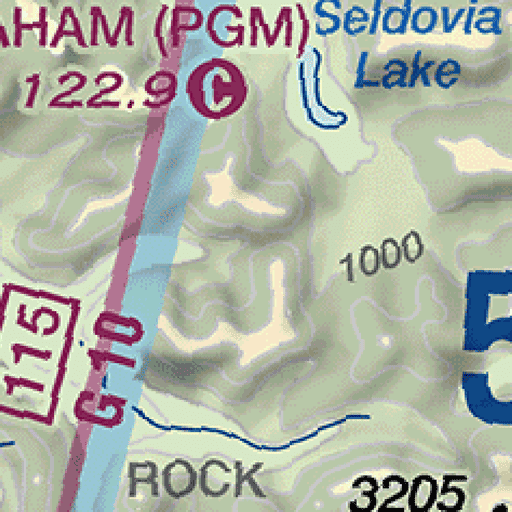 AHAM (PGM)
Seldovia
Lake
122.9 C
1000
115
G 10
5
ROCK
3205